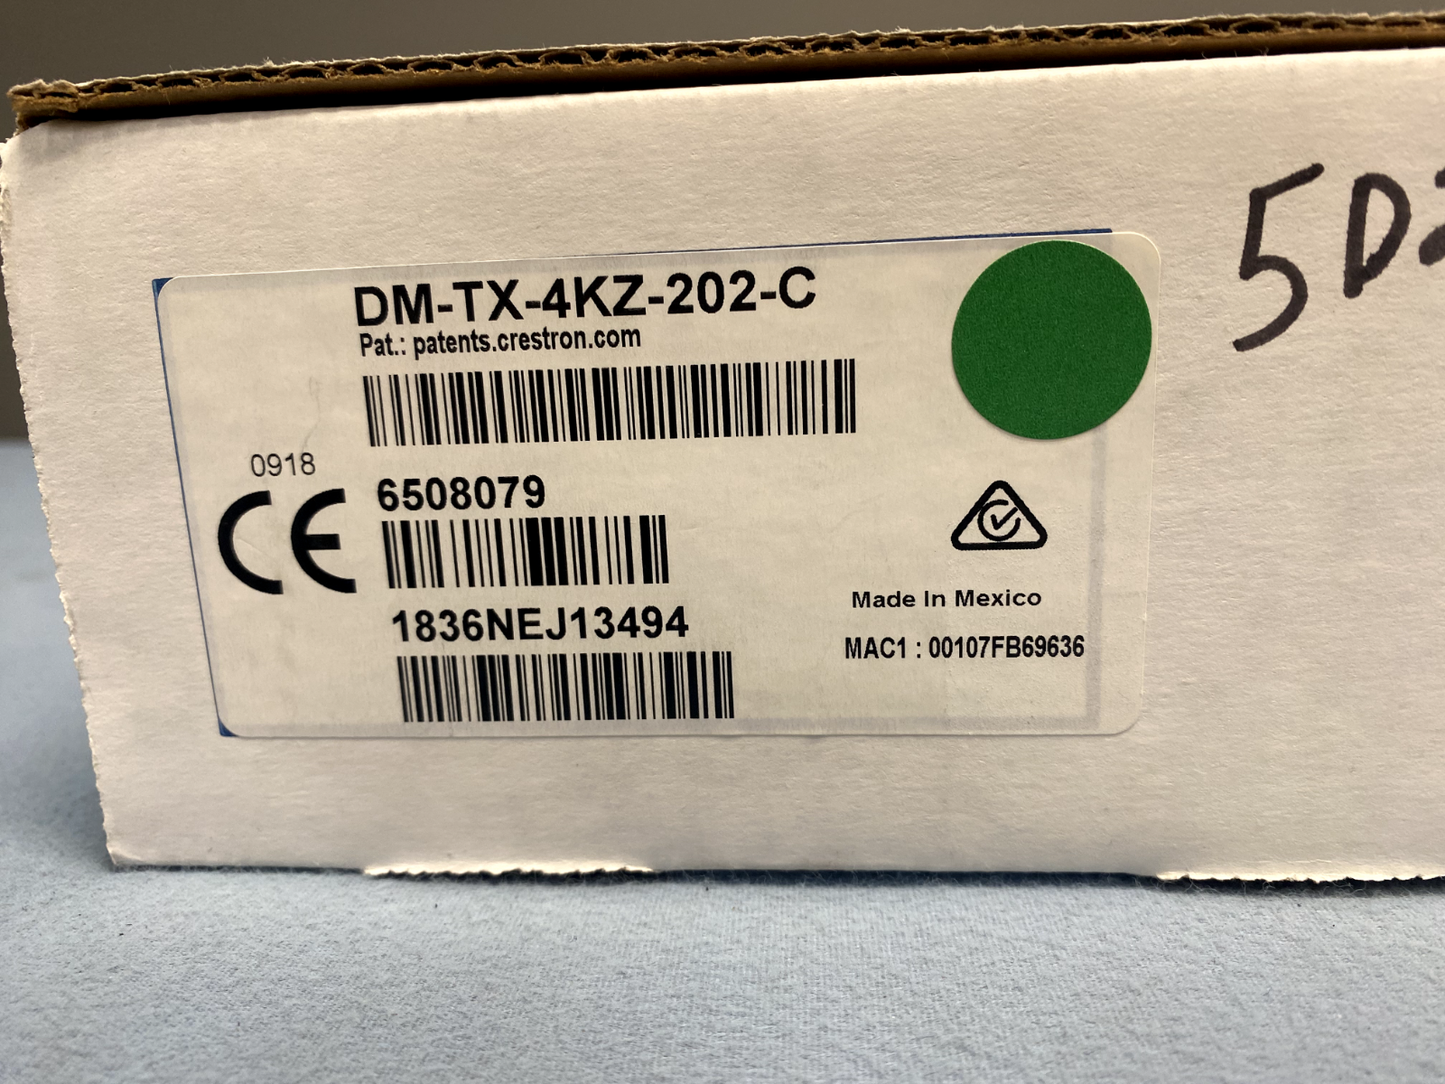 DM-TX-4KZ-202-C
Pat.: patents.crestron.com
0918
CE
6508079
1836NEJ13494
Made In Mexico
MAC1 : 00107FB69636